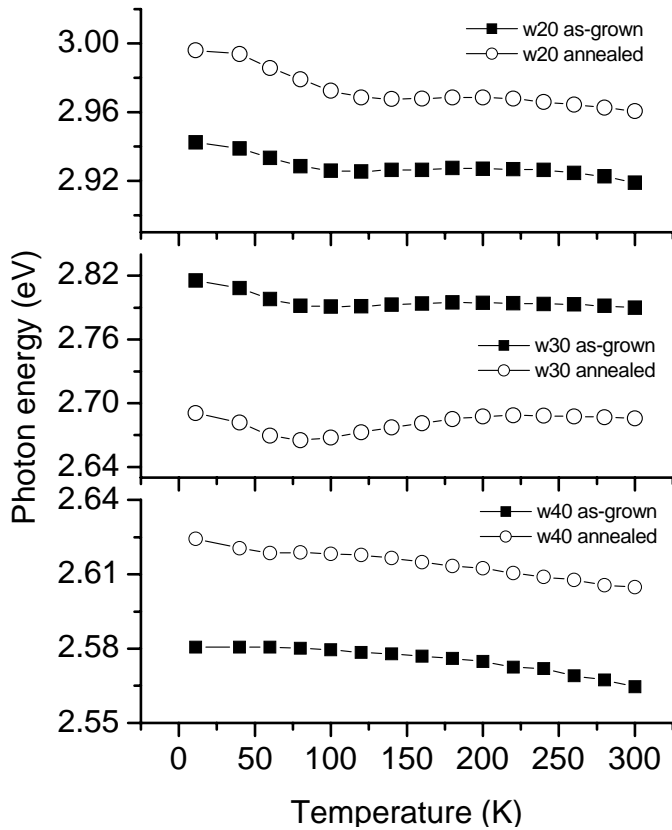 3.00
2.96
2.92
w20 as-grown
w20 annealed
2.82
2.76
2.70
2.64
w30 as-grown
w30 annealed
2.64
2.61
2.58
2.55
w40 as-grown
w40 annealed
Photon energy (eV)
0 50 100 150 200 250 300
Temperature (K)